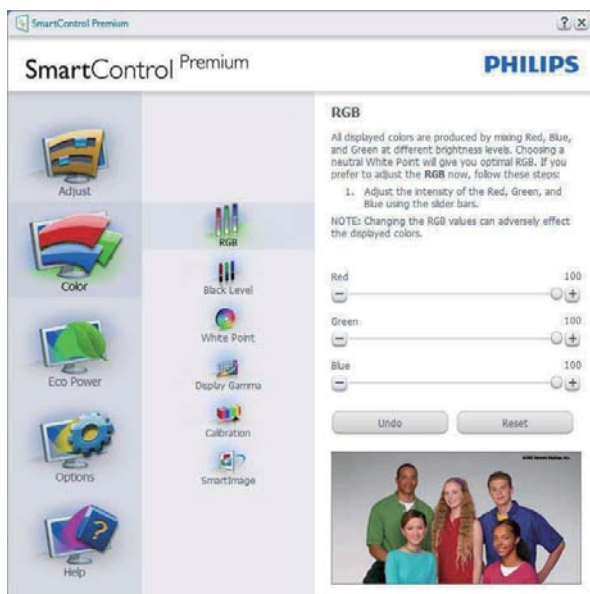 SmartControl Premium
SmartControl Premium
PHILIPS
Adjust
Color
Eco Power
Options
Help
RGB
Black Level
White Point
Display Gamma
Calibration
SmartImage
RGB
All displayed colors are produced by mixing Red, Blue,
and Green at different brightness levels. Choosing a
neutral White Point will give you optimal RGB. If you
prefer to adjust the RGB now, follow these steps:
1. Adjust the intensity of the Red, Green, and
Blue using the slider bars.
NOTE: Changing the RGB values can adversely effect
the displayed colors.
Red 100
Green 100
Blue 100
Undo Reset